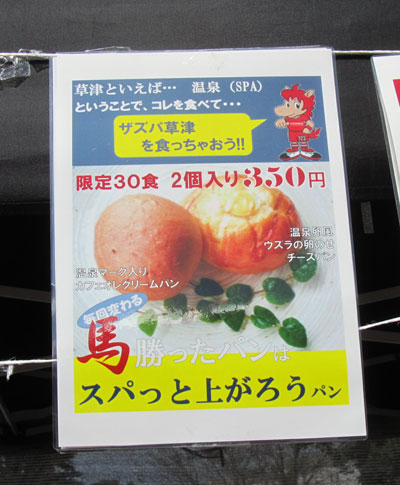 草津といえば… 温泉 (SPA)
ということで、コレを食べて・・・
ザズパ草津
を食っちゃおう!!
限定30食 2個入り350円
温泉卵風
ウズラの卵のせ
チーズパン
温泉マーク入り
カフェオレクリームパン
毎回変わる
馬勝ったパンは
スパっと上がろうパン